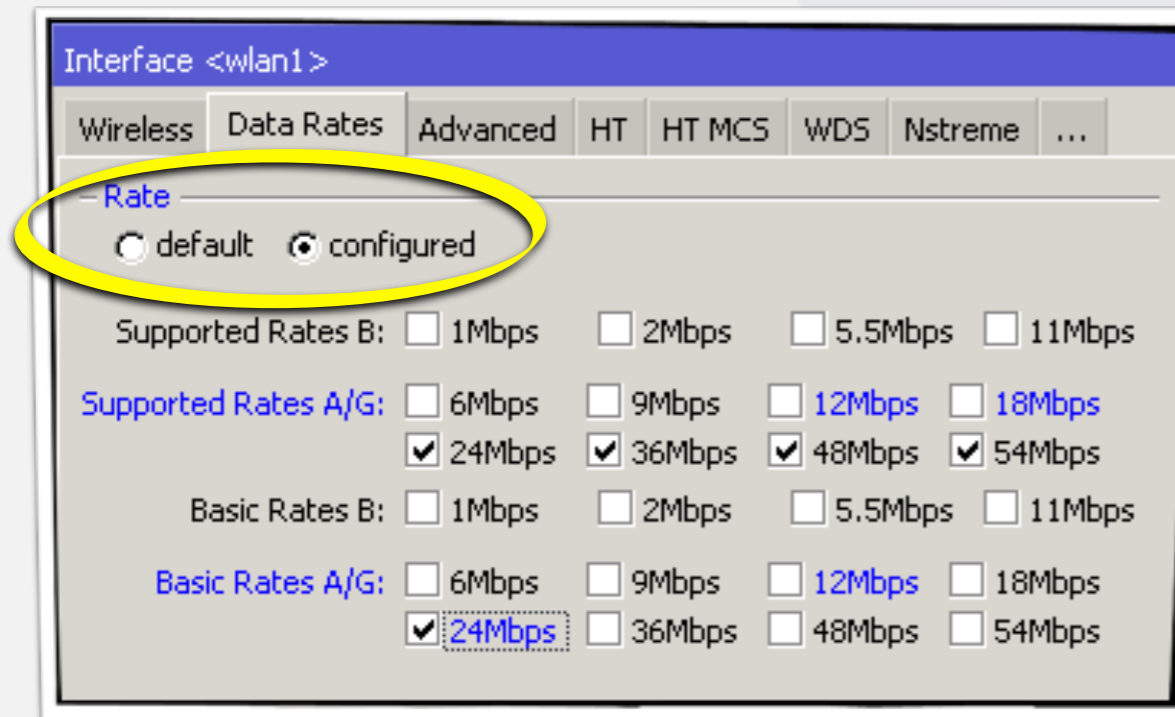 Interface <wlan1>
Wireless Data Rates Advanced HT HT MCS WDS Nstreme ...
Rate
default configured
Supported Rates B: 1Mbps 2Mbps 5.5Mbps 11Mbps
Supported Rates A/G: 6Mbps 9Mbps 12Mbps 18Mbps
24Mbps 36Mbps 48Mbps 54Mbps
Basic Rates B: 1Mbps 2Mbps 5.5Mbps 11Mbps
Basic Rates A/G: 6Mbps 9Mbps 12Mbps 18Mbps
24Mbps 36Mbps 48Mbps 54Mbps